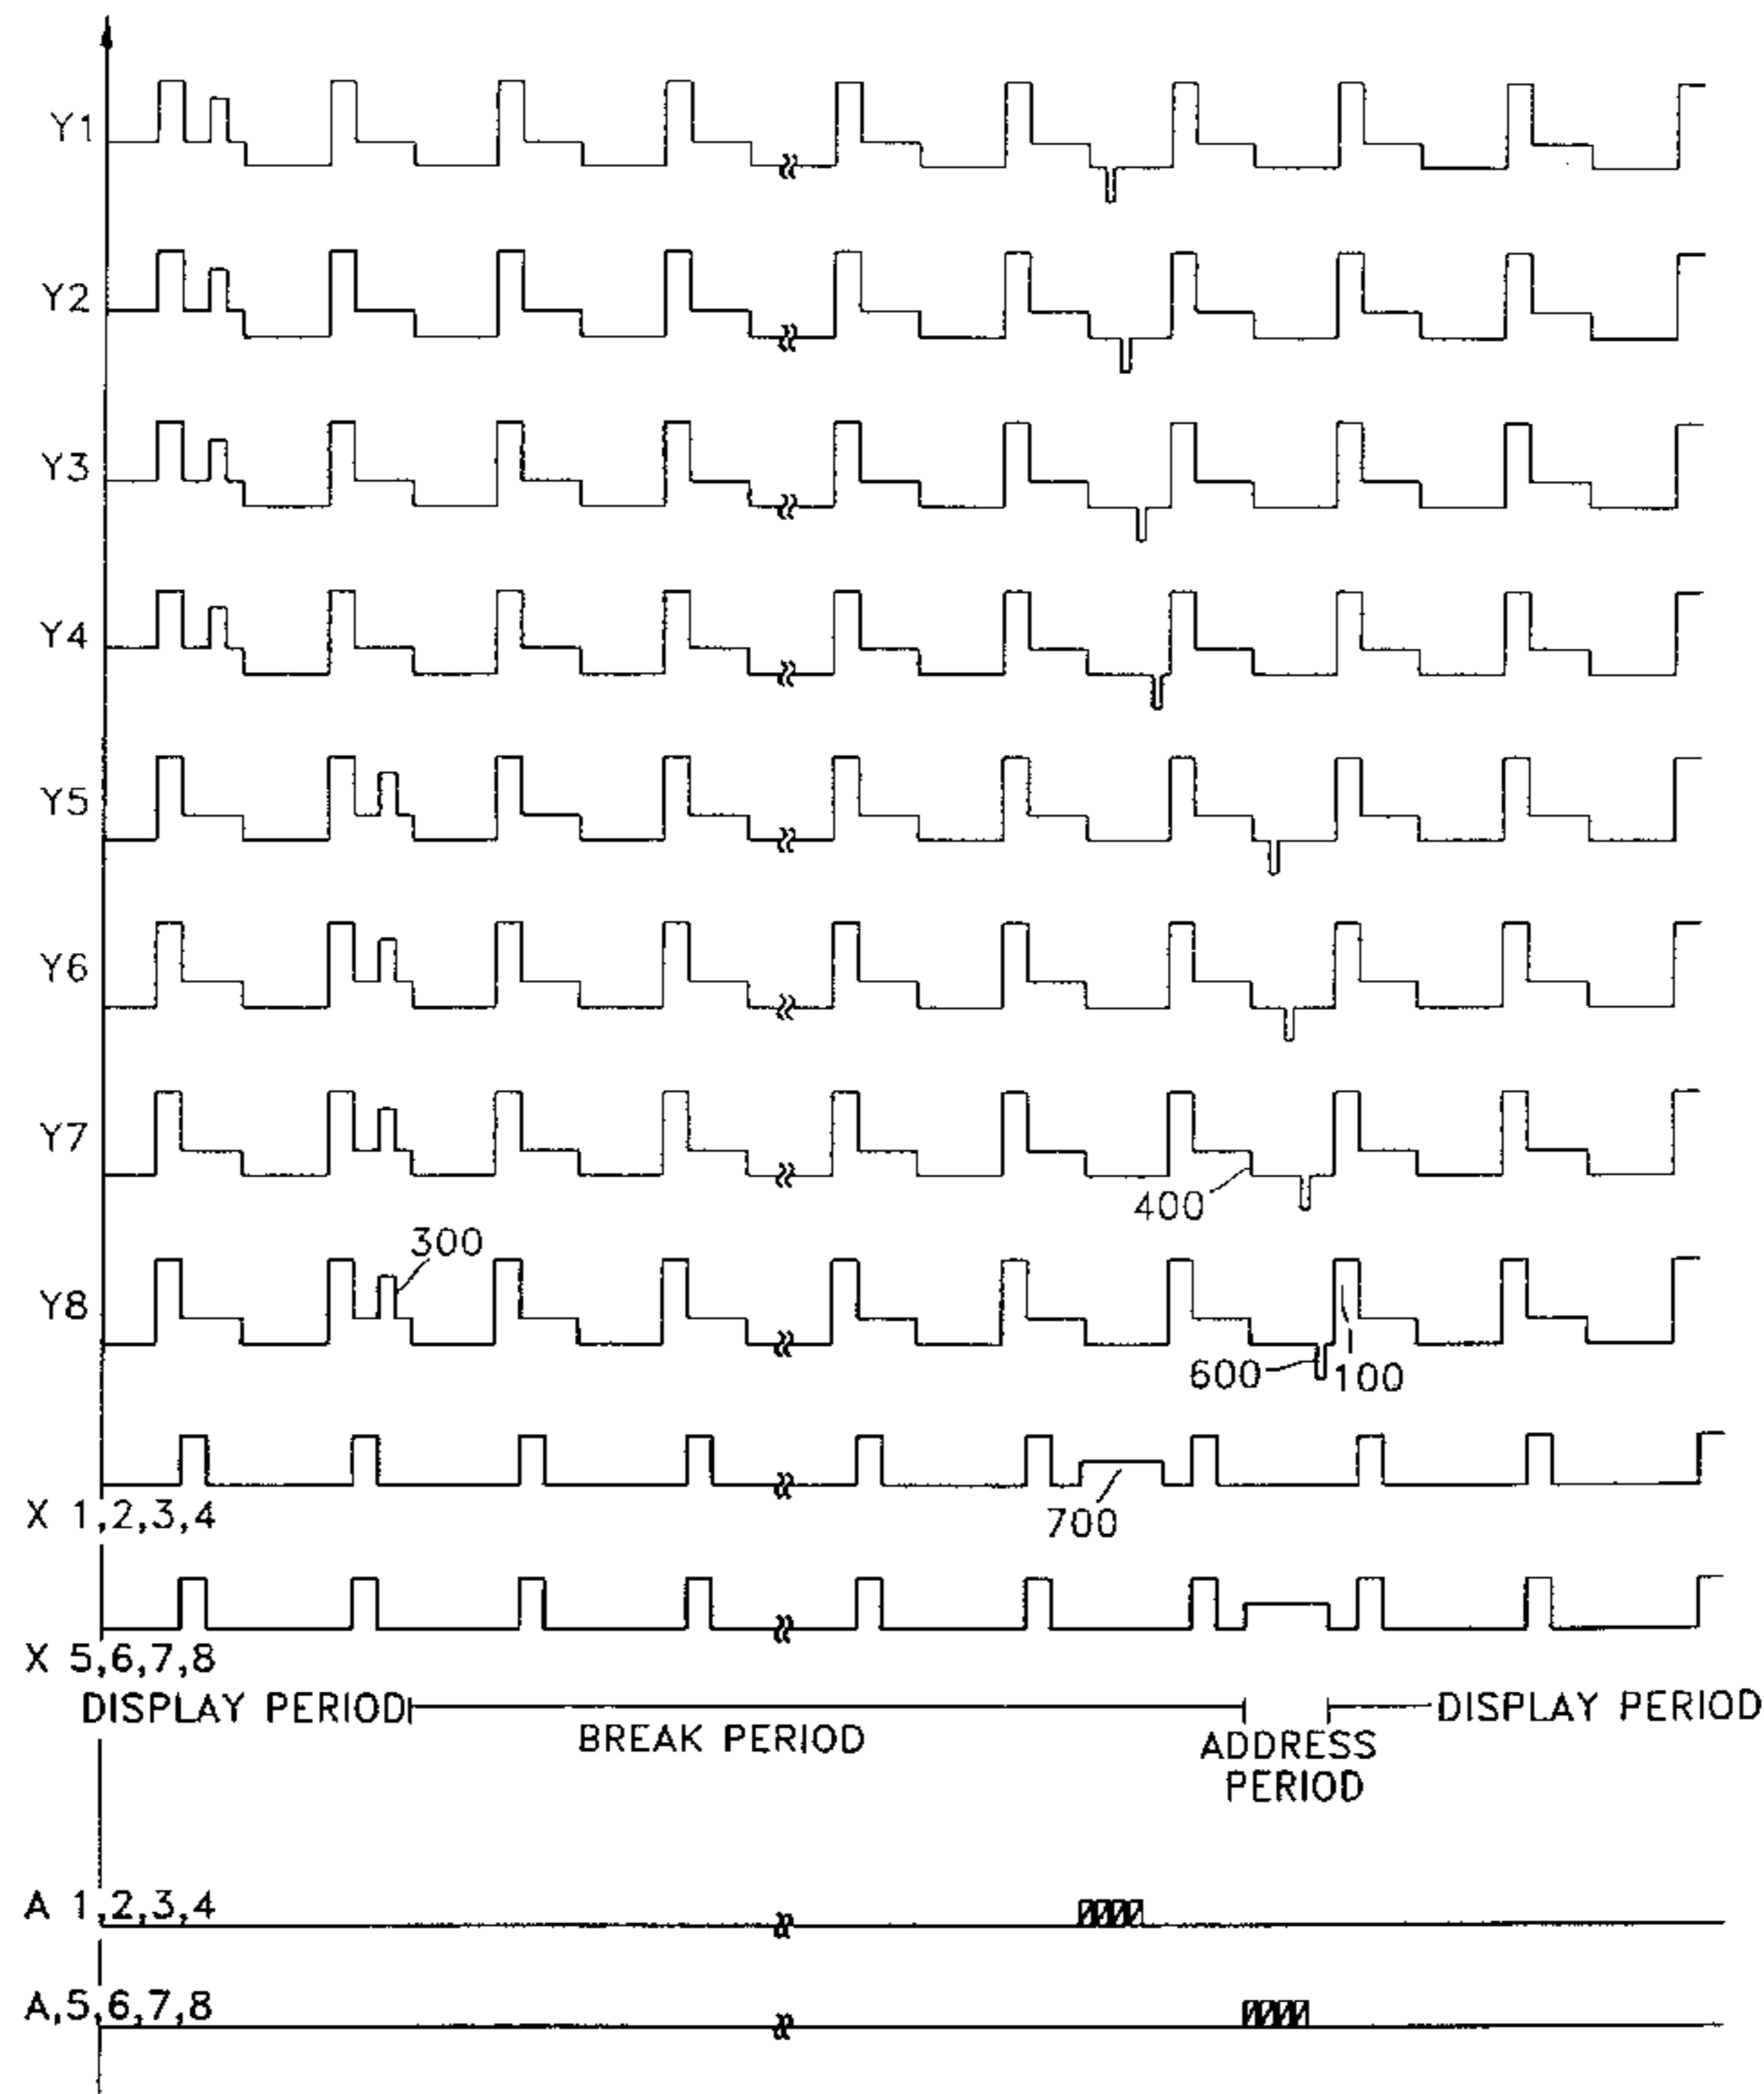 Y1
Y2
Y3
Y4
Y5
Y6
Y7
400
300
Y8
600
100
700
X 1,2,3,4
X 5,6,7,8
DISPLAY PERIOD
BREAK PERIOD
ADDRESS
PERIOD
DISPLAY PERIOD
A 1,2,3,4
A,5,6,7,8